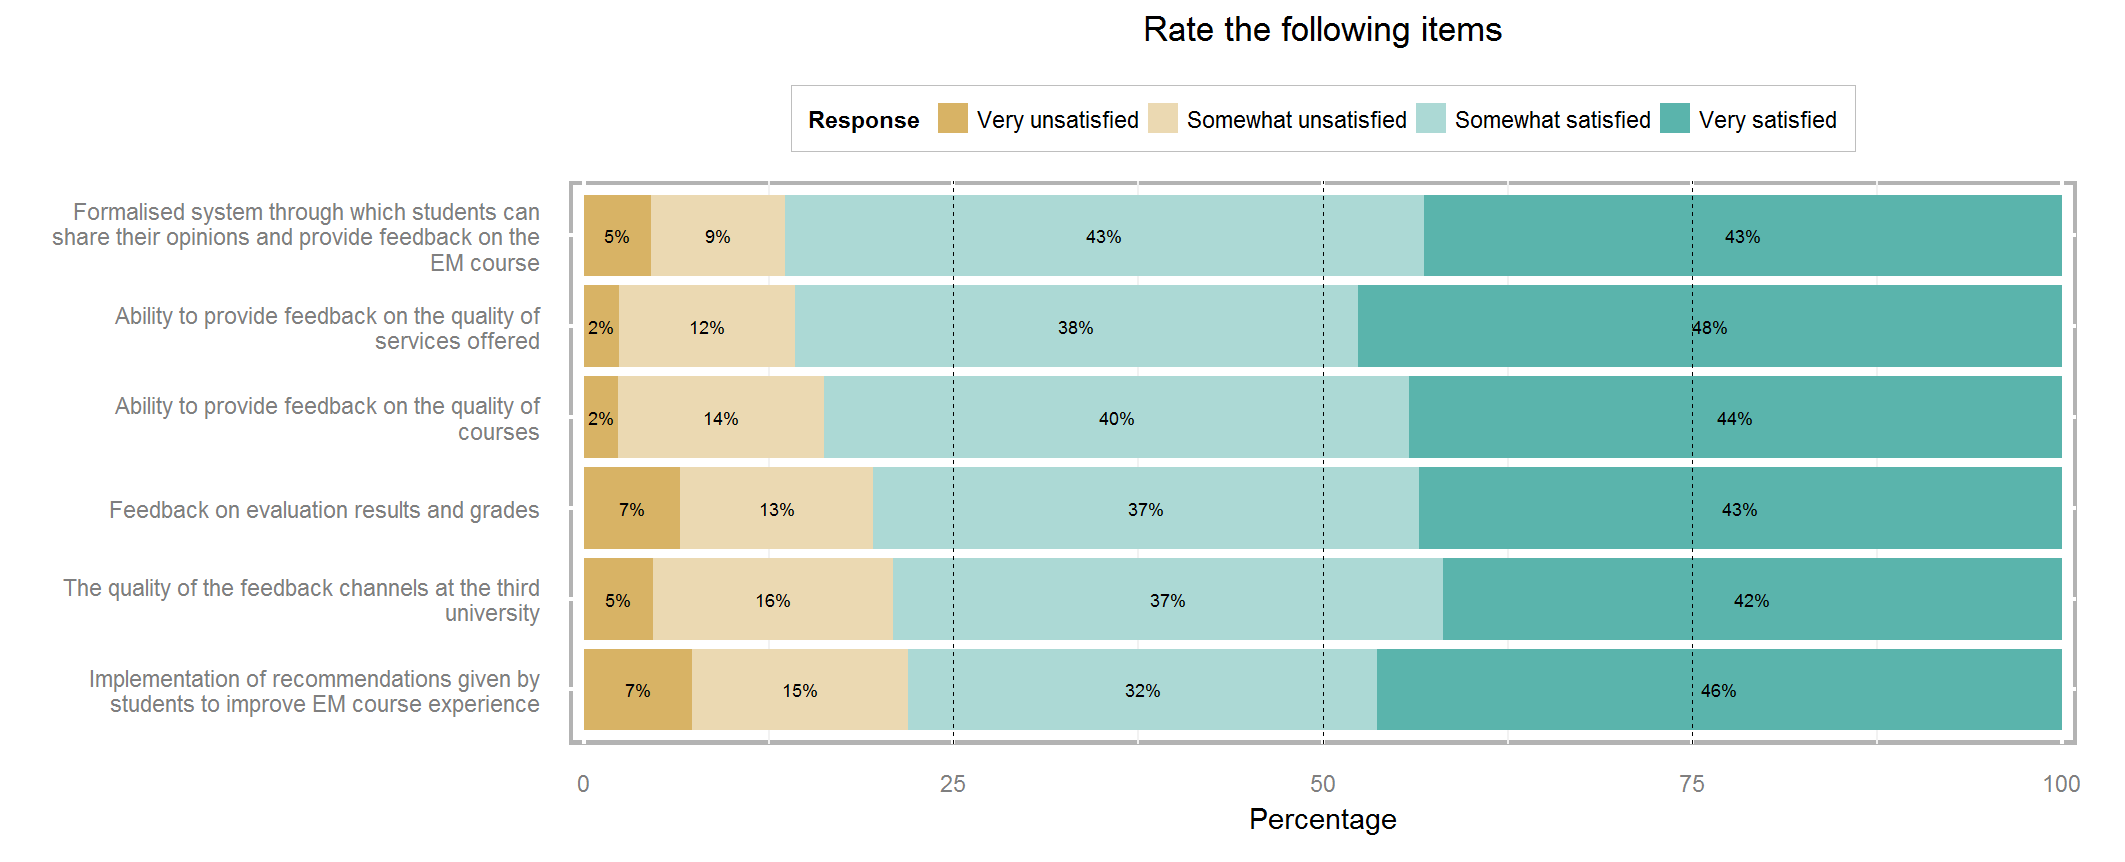 Rate the following items
Response Very unsatisfied Somewhat unsatisfied Somewhat satisfied Very satisfied
Formalised system through which students can
share their opinions and provide feedback on the
EM course
5% 9% 43% 43%
Ability to provide feedback on the quality of
services offered
2% 12% 38% 48%
Ability to provide feedback on the quality of
courses
2% 14% 40% 44%
Feedback on evaluation results and grades
7% 13% 37% 43%
The quality of the feedback channels at the third
university
5% 16% 37% 42%
Implementation of recommendations given by
students to improve EM course experience
7% 15% 32% 46%
0 25 50 75 100
Percentage